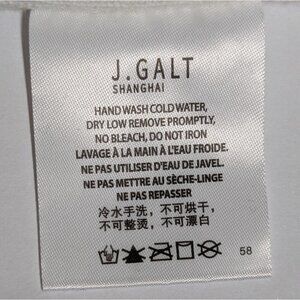 J.GALT
SHANGHAI
HAND WASH COLD WATER,
DRY LOW REMOVE PROMPTLY,
NO BLEACH, DO NOT IRON
LAVAGE À LA MAIN À L'EAU FROIDE.
NE PAS UTILISER D'EAU DE JAVEL.
NE PAS METTRE AU SÈCHE-LINGE
NE PAS REPASSER
冷水手洗, 不可烘干,
不可整烫, 不可漂白
58